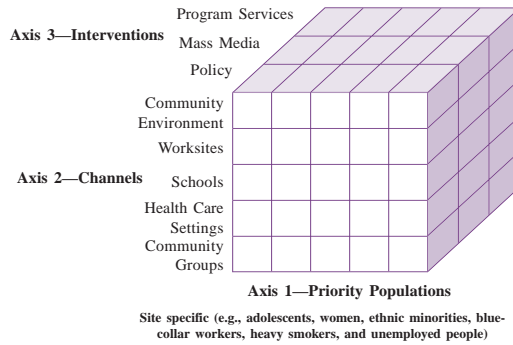 Program Services
Axis 3—Interventions
Mass Media
Policy
Community
Environment
Worksites
Axis 2—Channels
Schools
Health Care
Settings
Community
Groups
Axis 1—Priority Populations
Site specific (e.g., adolescents, women, ethnic minorities, blue-
collar workers, heavy smokers, and unemployed people)